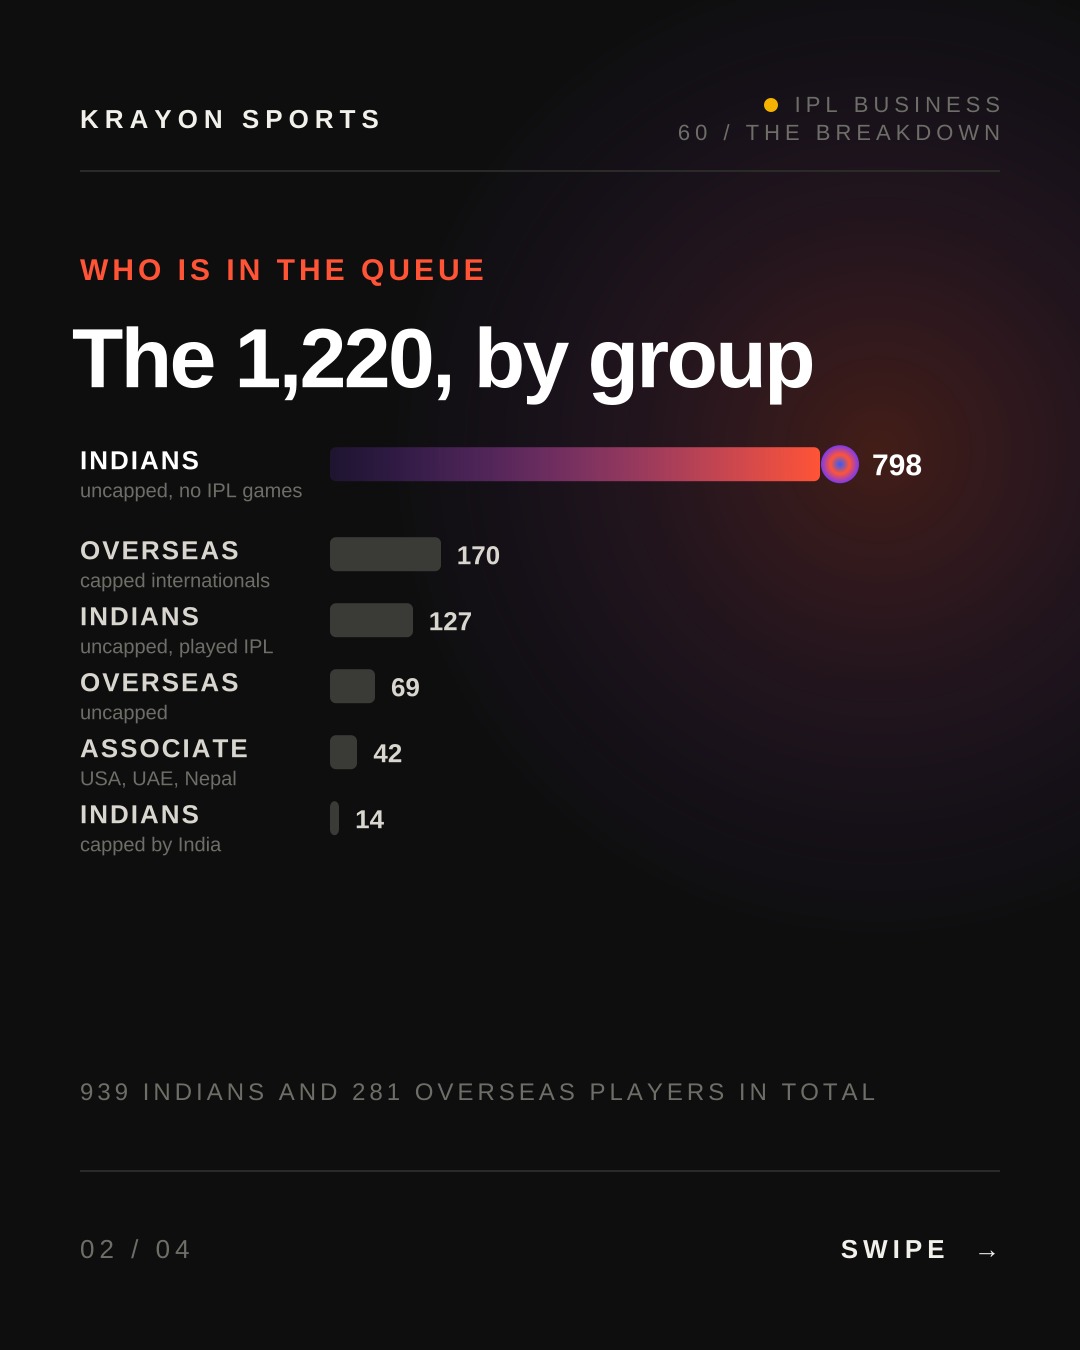 KRAYON SPORTS
IPL BUSINESS
60 / THE BREAKDOWN
WHO IS IN THE QUEUE
The 1,220, by group
INDIANS
uncapped, no IPL games
798
OVERSEAS
capped internationals
170
INDIANS
uncapped, played IPL
127
OVERSEAS
uncapped
69
ASSOCIATE
USA, UAE, Nepal
42
INDIANS
capped by India
14
939 INDIANS AND 281 OVERSEAS PLAYERS IN TOTAL
02 / 04
SWIPE →